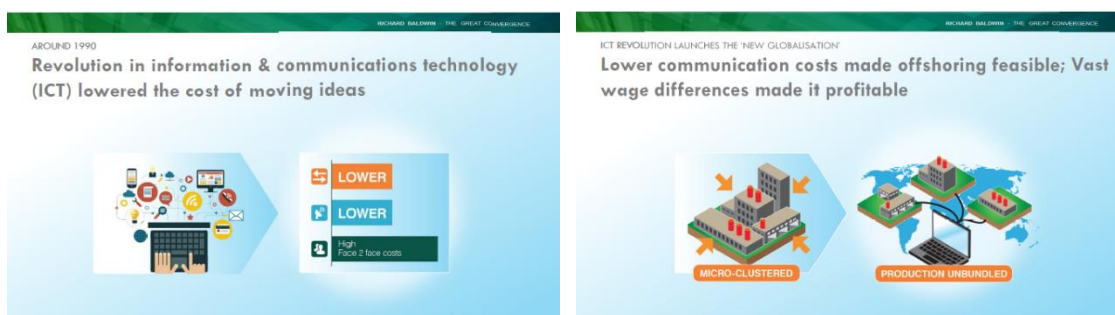 RICHARD BALDWIN - THE GREAT CONVERGENCE
AROUND 1990
Revolution in information & communications technology
(ICT) lowered the cost of moving ideas
LOWER
LOWER
High
Face 2 face costs
RICHARD BALDWIN - THE GREAT CONVERGENCE
ICT REVOLUTION LAUNCHES THE 'NEW GLOBALISATION'
Lower communication costs made offshoring feasible; Vast
wage differences made it profitable
MICRO-CLUSTERED
PRODUCTION UNBUNDLED